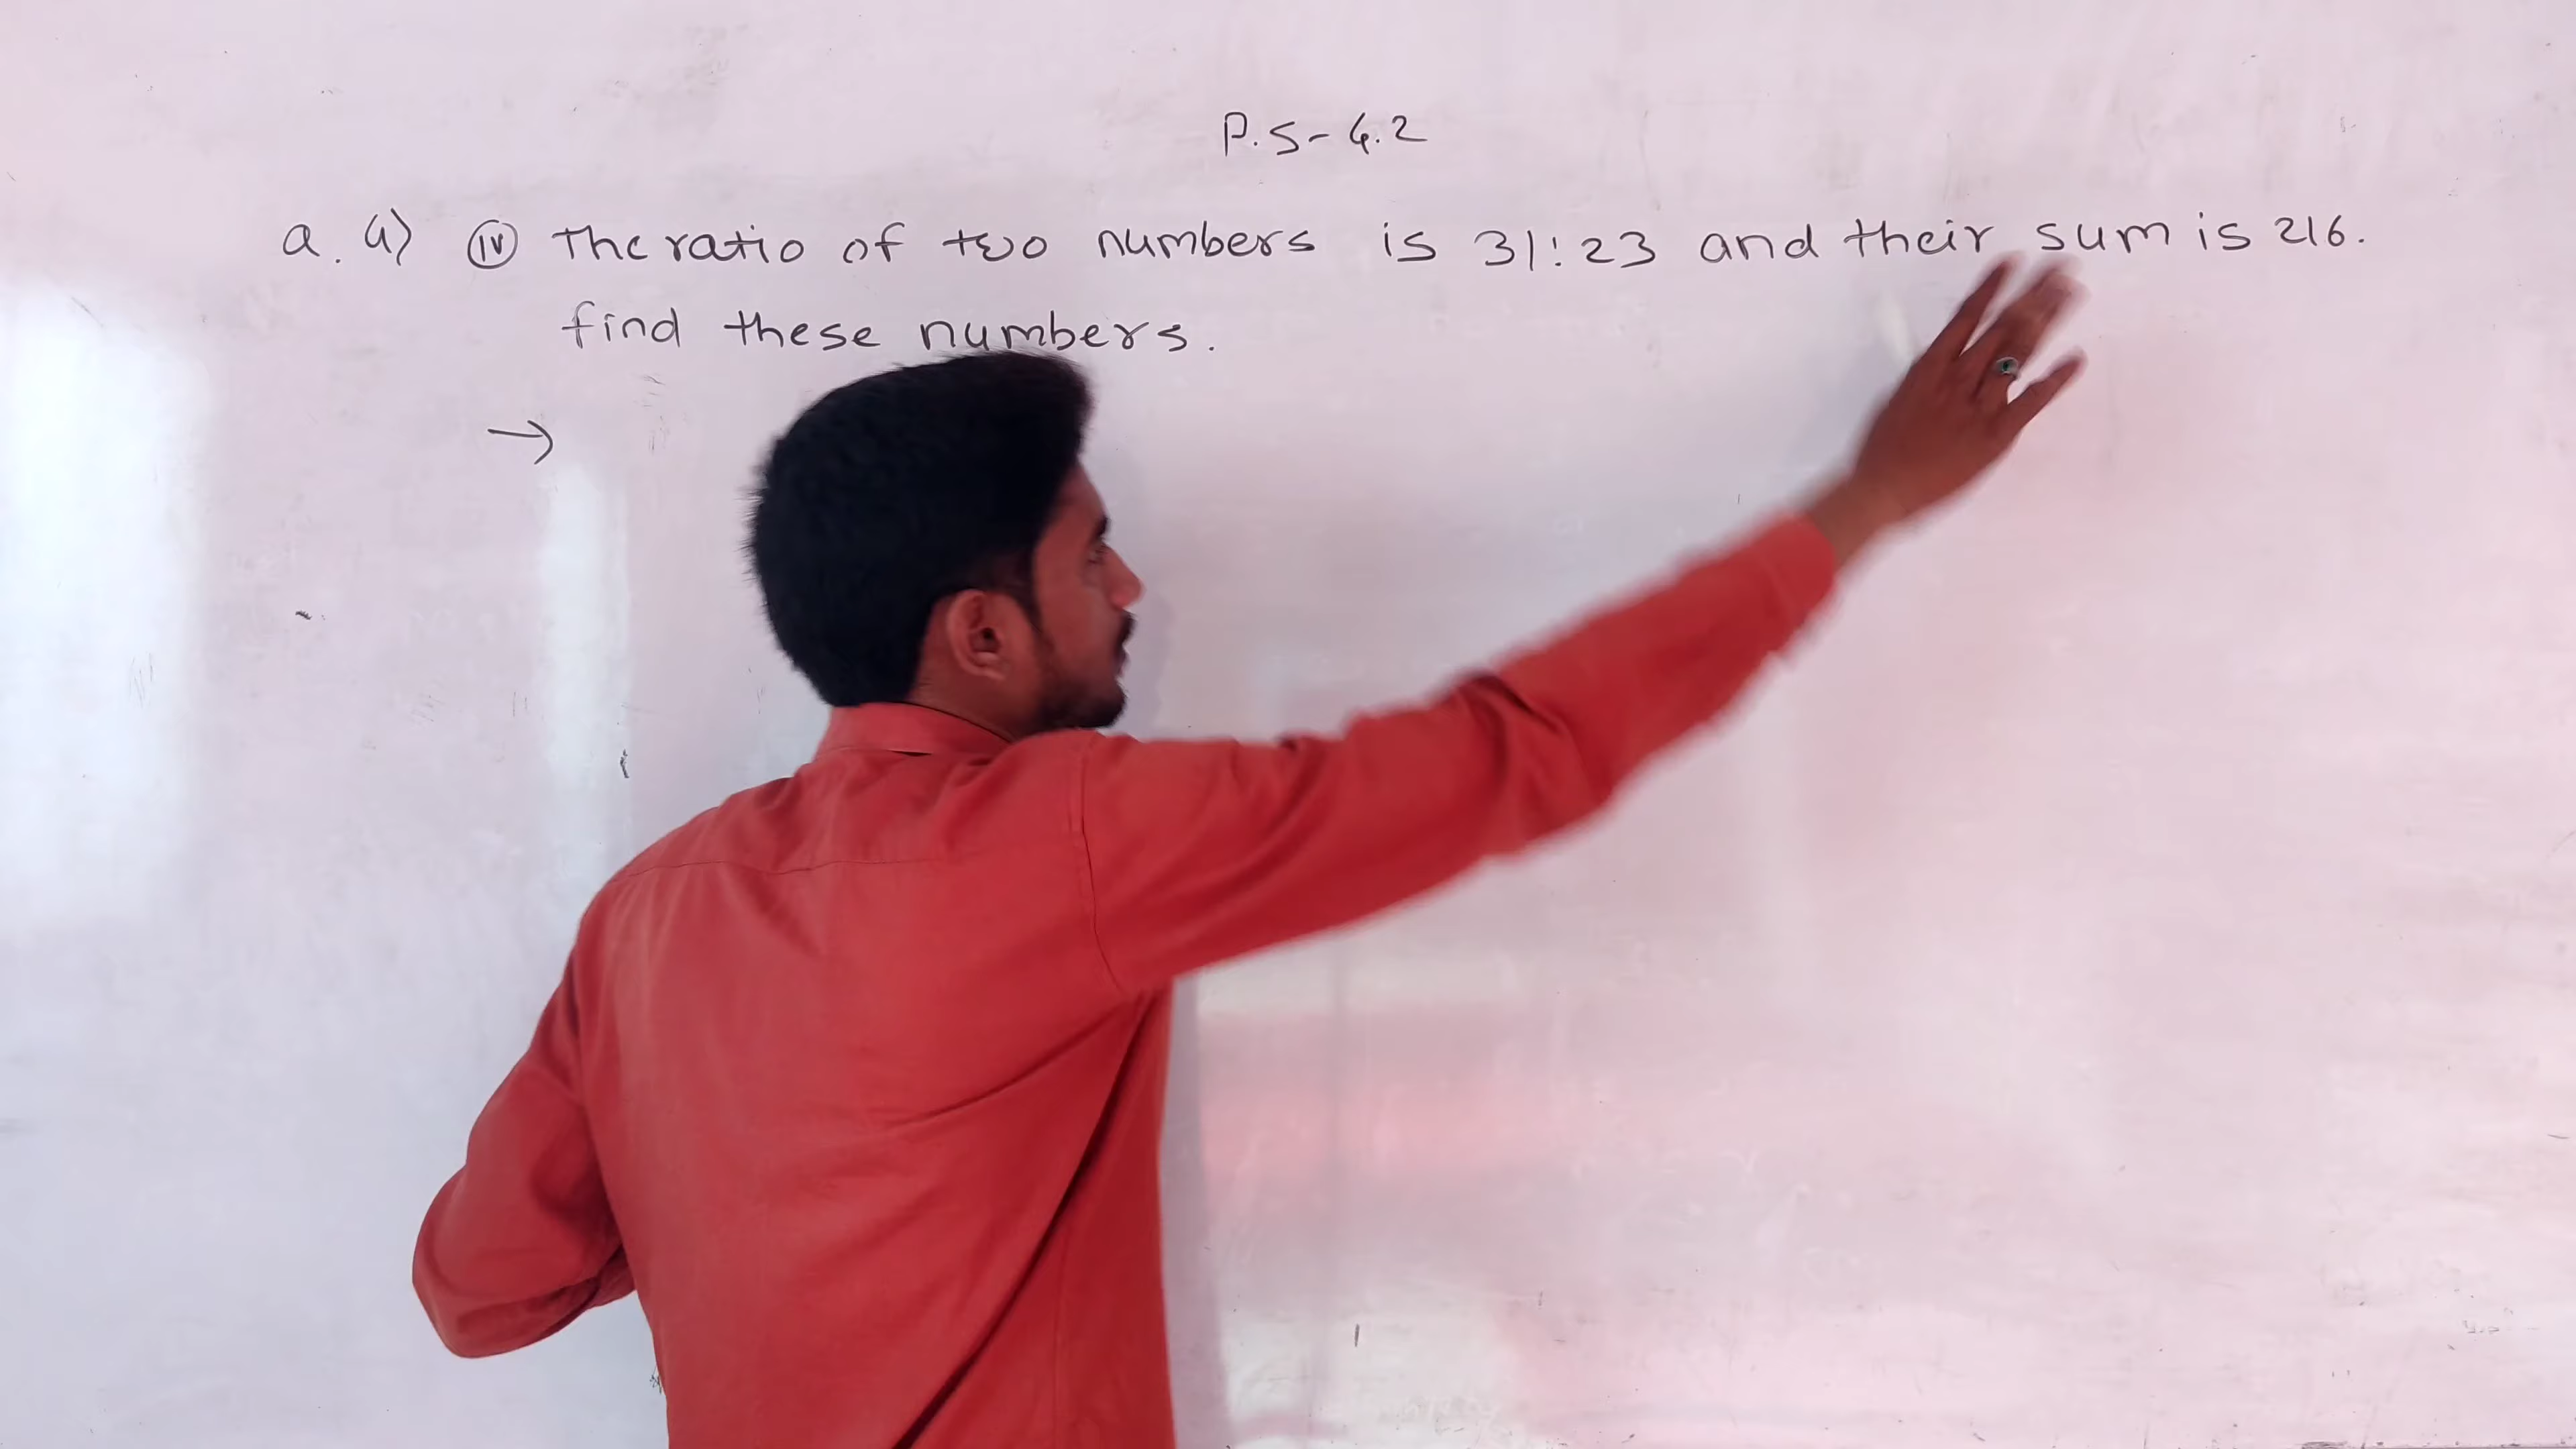 P.S-4.2
Q.4) (iv) The ratio of two numbers is 31:23 and their sum is 216.
find these numbers.
→